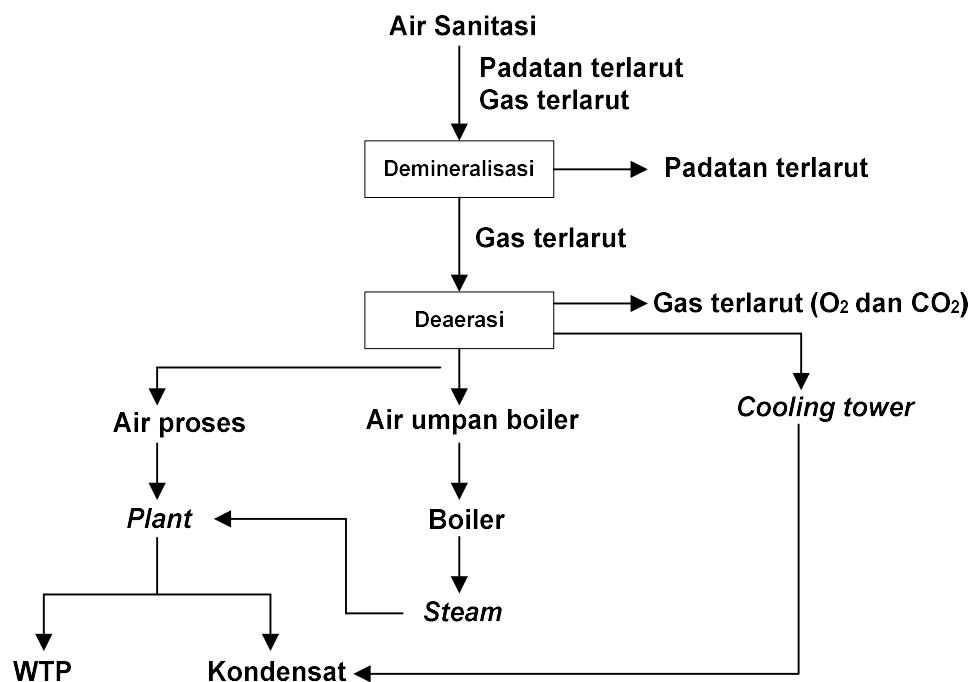 Air Sanitasi
Padatan terlarut
Gas terlarut
Demineralisasi
Padatan terlarut
Gas terlarut
Deaerasi
Gas terlarut (O₂ dan CO₂)
Cooling tower
Air proses
Air umpan boiler
Plant
Boiler
Steam
WTP
Kondensat